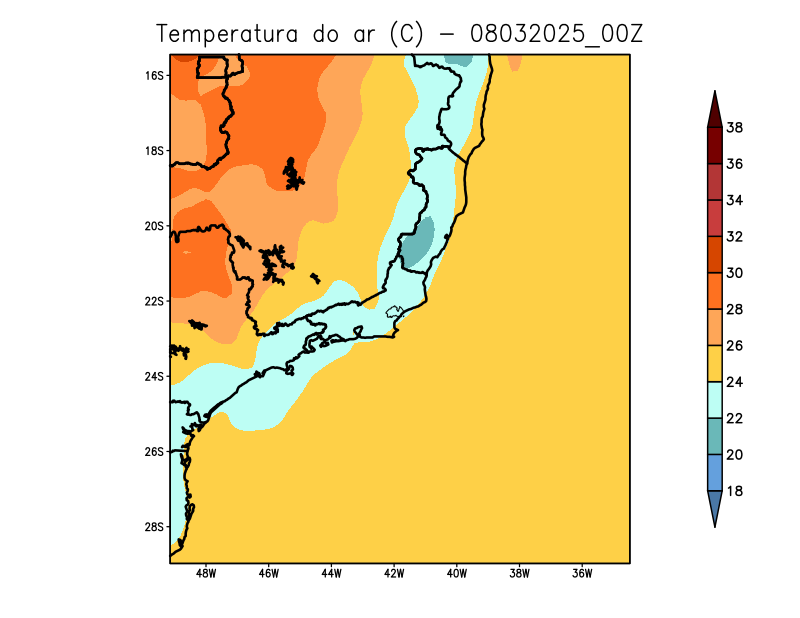 Temperatura do ar (C) – 08032025_00Z
16S
18S
20S
22S
24S
26S
28S
48W 46W 44W 42W 40W 38W 36W
38
36
34
32
30
28
26
24
22
20
18